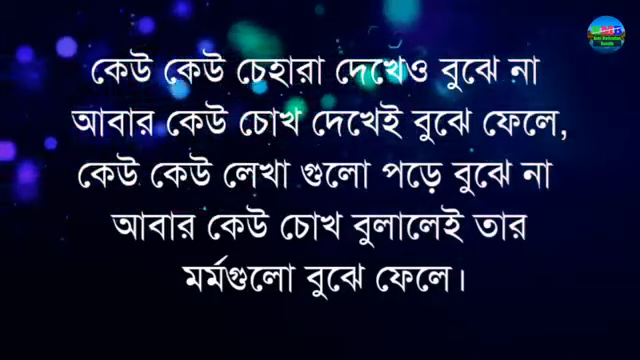 কেউ কেউ চেহারা দেখেও বুঝে না
আবার কেউ চোখ দেখেই বুঝে ফেলে,
কেউ কেউ লেখা গুলো পড়ে বুঝে না
আবার কেউ চোখ বুলালেই তার
মর্মগুলো বুঝে ফেলে।